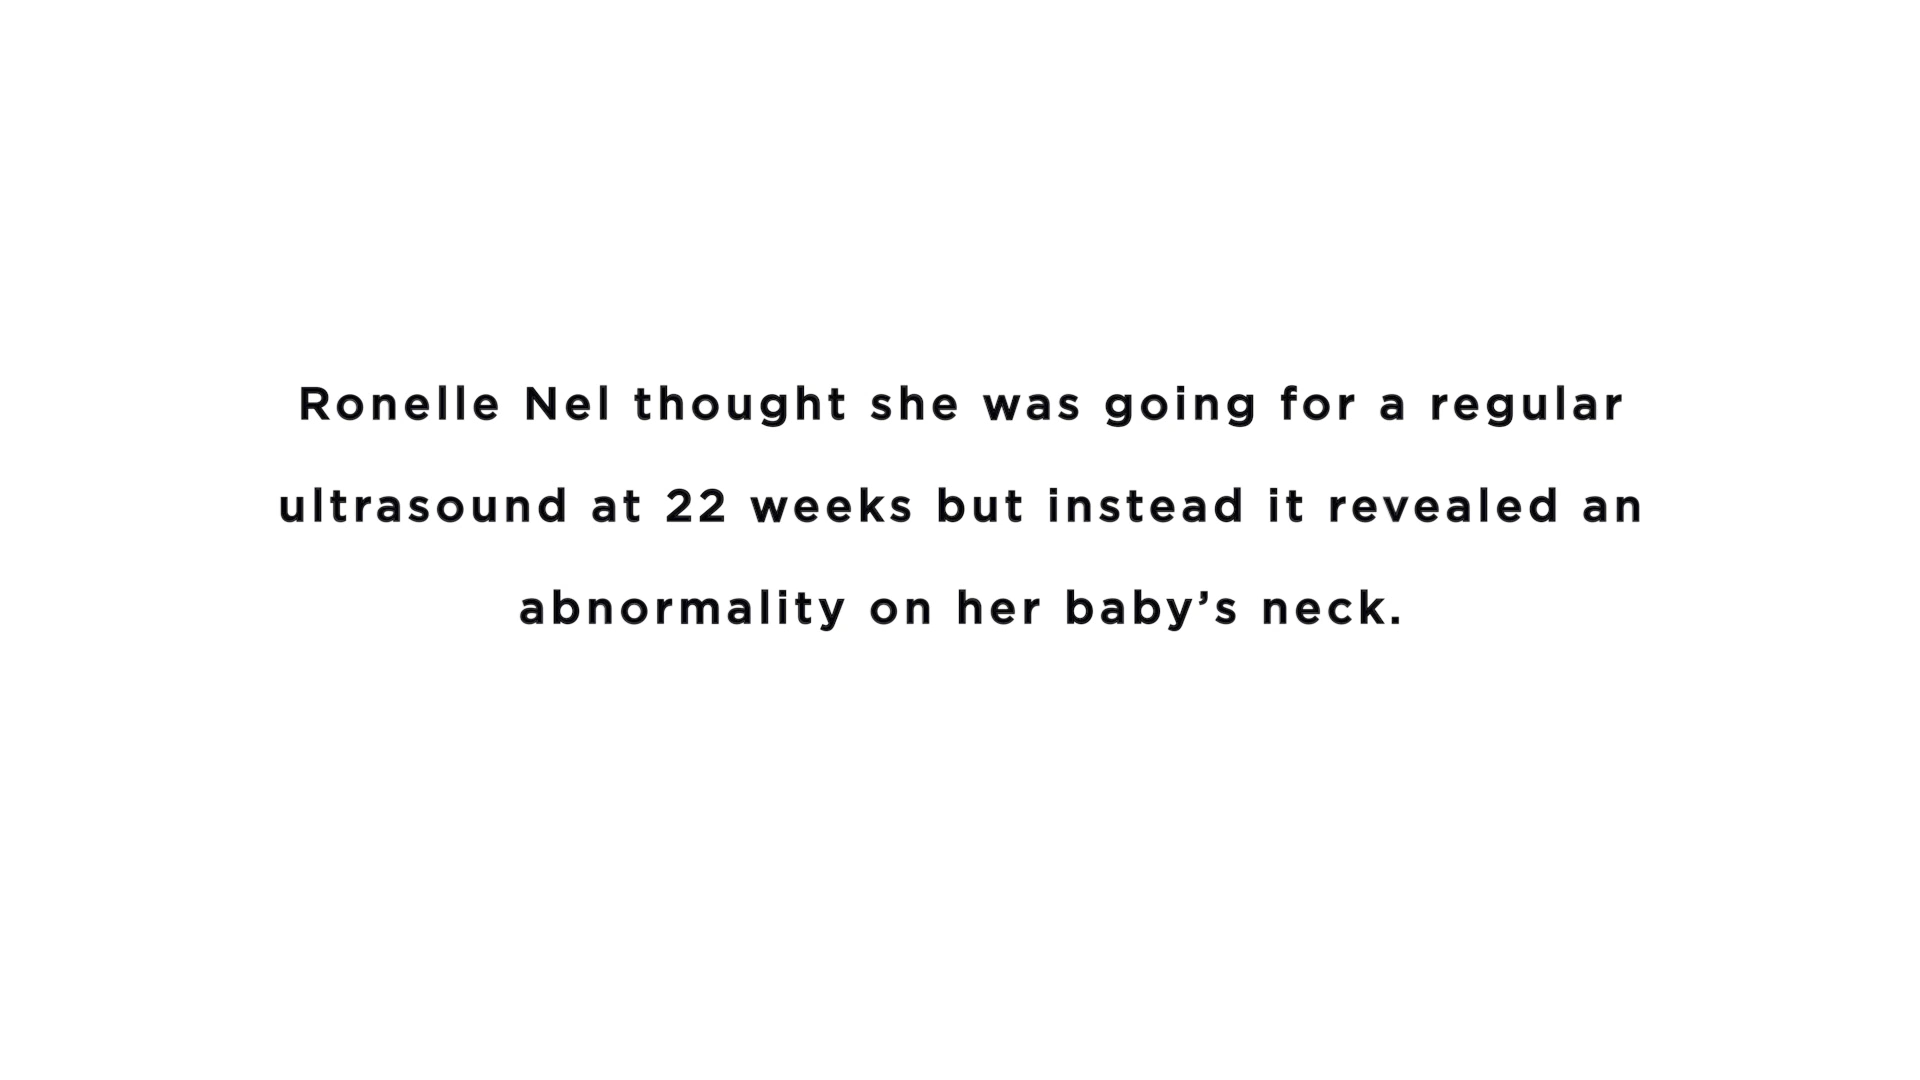 Ronelle Nel thought she was going for a regular
ultrasound at 22 weeks but instead it revealed an
abnormality on her baby’s neck.